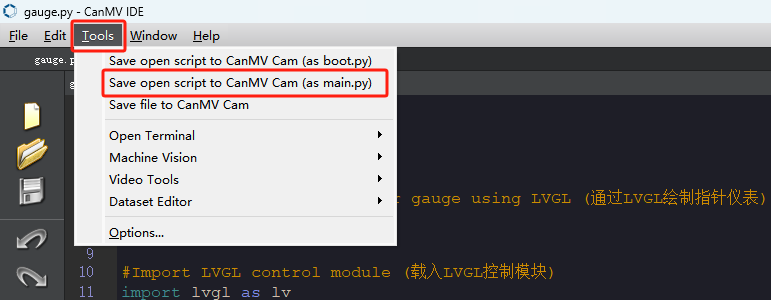 gauge.py - CanMV IDE
File Edit Tools Window Help
gauge.p
Save open script to CanMV Cam (as boot.py)
Save open script to CanMV Cam (as main.py)
Save file to CanMV Cam
Open Terminal
Machine Vision
Video Tools
Dataset Editor
Options...
gauge using LVGL (通过LVGL绘制指针仪表)
9
10 #Import LVGL control module (载入LVGL控制模块)
11 import lvgl as lv